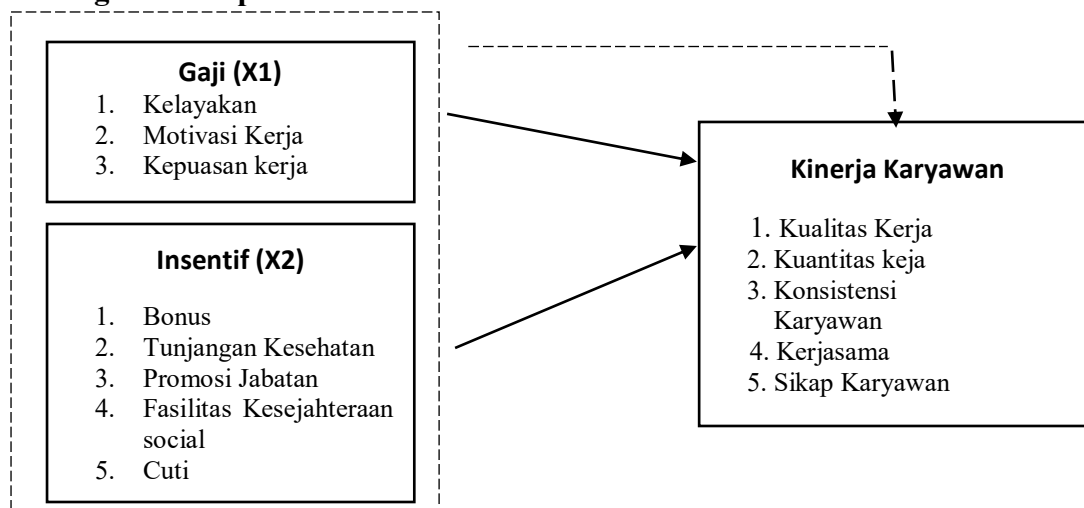 Gaji (X1)
1. Kelayakan
2. Motivasi Kerja
3. Kepuasan kerja
Insentif (X2)
1. Bonus
2. Tunjangan Kesehatan
3. Promosi Jabatan
4. Fasilitas Kesejahteraan
social
5. Cuti
Kinerja Karyawan
1. Kualitas Kerja
2. Kuantitas keja
3. Konsistensi
Karyawan
4. Kerjasama
5. Sikap Karyawan